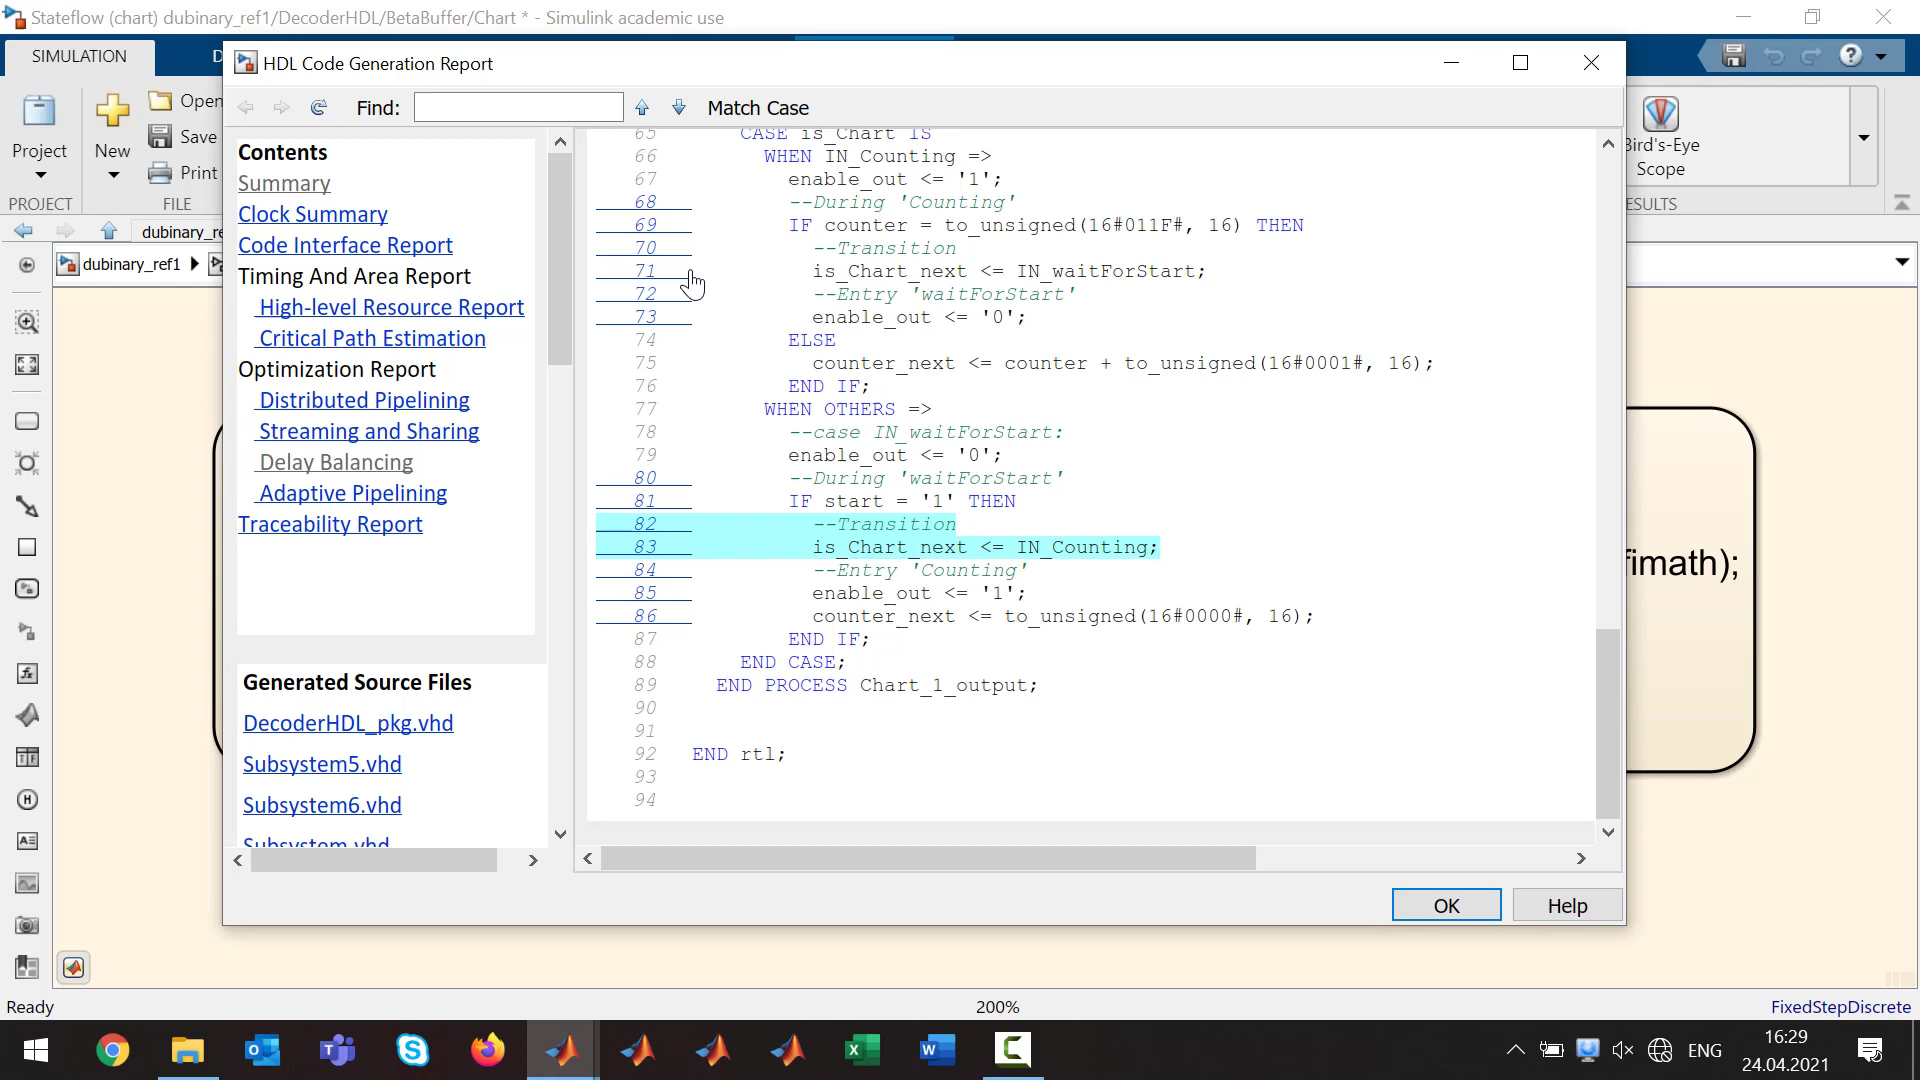 Stateflow (chart) dubinary_ref1/DecoderHDL/BetaBuffer/Chart * - Simulink academic use
SIMULATION
D
HDL Code Generation Report
Project
New
Open
Save
Print
PROJECT
FILE
Find:
Match Case
Bird's-Eye
Scope
ESULTS
dubinary_re
dubinary_ref1
Contents
Summary
Clock Summary
Code Interface Report
Timing And Area Report
High-level Resource Report
Critical Path Estimation
Optimization Report
Distributed Pipelining
Streaming and Sharing
Delay Balancing
Adaptive Pipelining
Traceability Report
Generated Source Files
DecoderHDL_pkg.vhd
Subsystem5.vhd
Subsystem6.vhd
Subsystem.vhd
65 CASE is_Chart IS
66 WHEN IN_Counting =>
67 enable_out <= '1';
68 --During 'Counting'
69 IF counter = to_unsigned(16#011F#, 16) THEN
70 --Transition
71 is_Chart_next <= IN_waitForStart;
72 --Entry 'waitForStart'
73 enable_out <= '0';
74 ELSE
75 counter_next <= counter + to_unsigned(16#0001#, 16);
76 END IF;
77 WHEN OTHERS =>
78 --case IN_waitForStart:
79 enable_out <= '0';
80 --During 'waitForStart'
81 IF start = '1' THEN
82 --Transition
83 is_Chart_next <= IN_Counting;
84 --Entry 'Counting'
85 enable_out <= '1';
86 counter_next <= to_unsigned(16#0000#, 16);
87 END IF;
88 END CASE;
89 END PROCESS Chart_1_output;
90
91
92 END rtl;
93
94
fimath);
OK
Help
Ready
200%
FixedStepDiscrete
ENG
16:29
24.04.2021